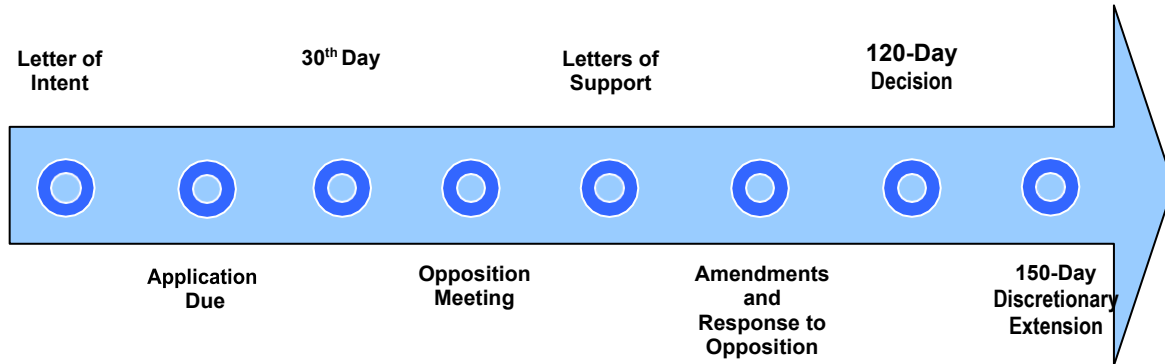 Letter of
Intent
30th Day
Letters of
Support
120-Day
Decision
Application
Due
Opposition
Meeting
Amendments
and
Response to
Opposition
150-Day
Discretionary
Extension